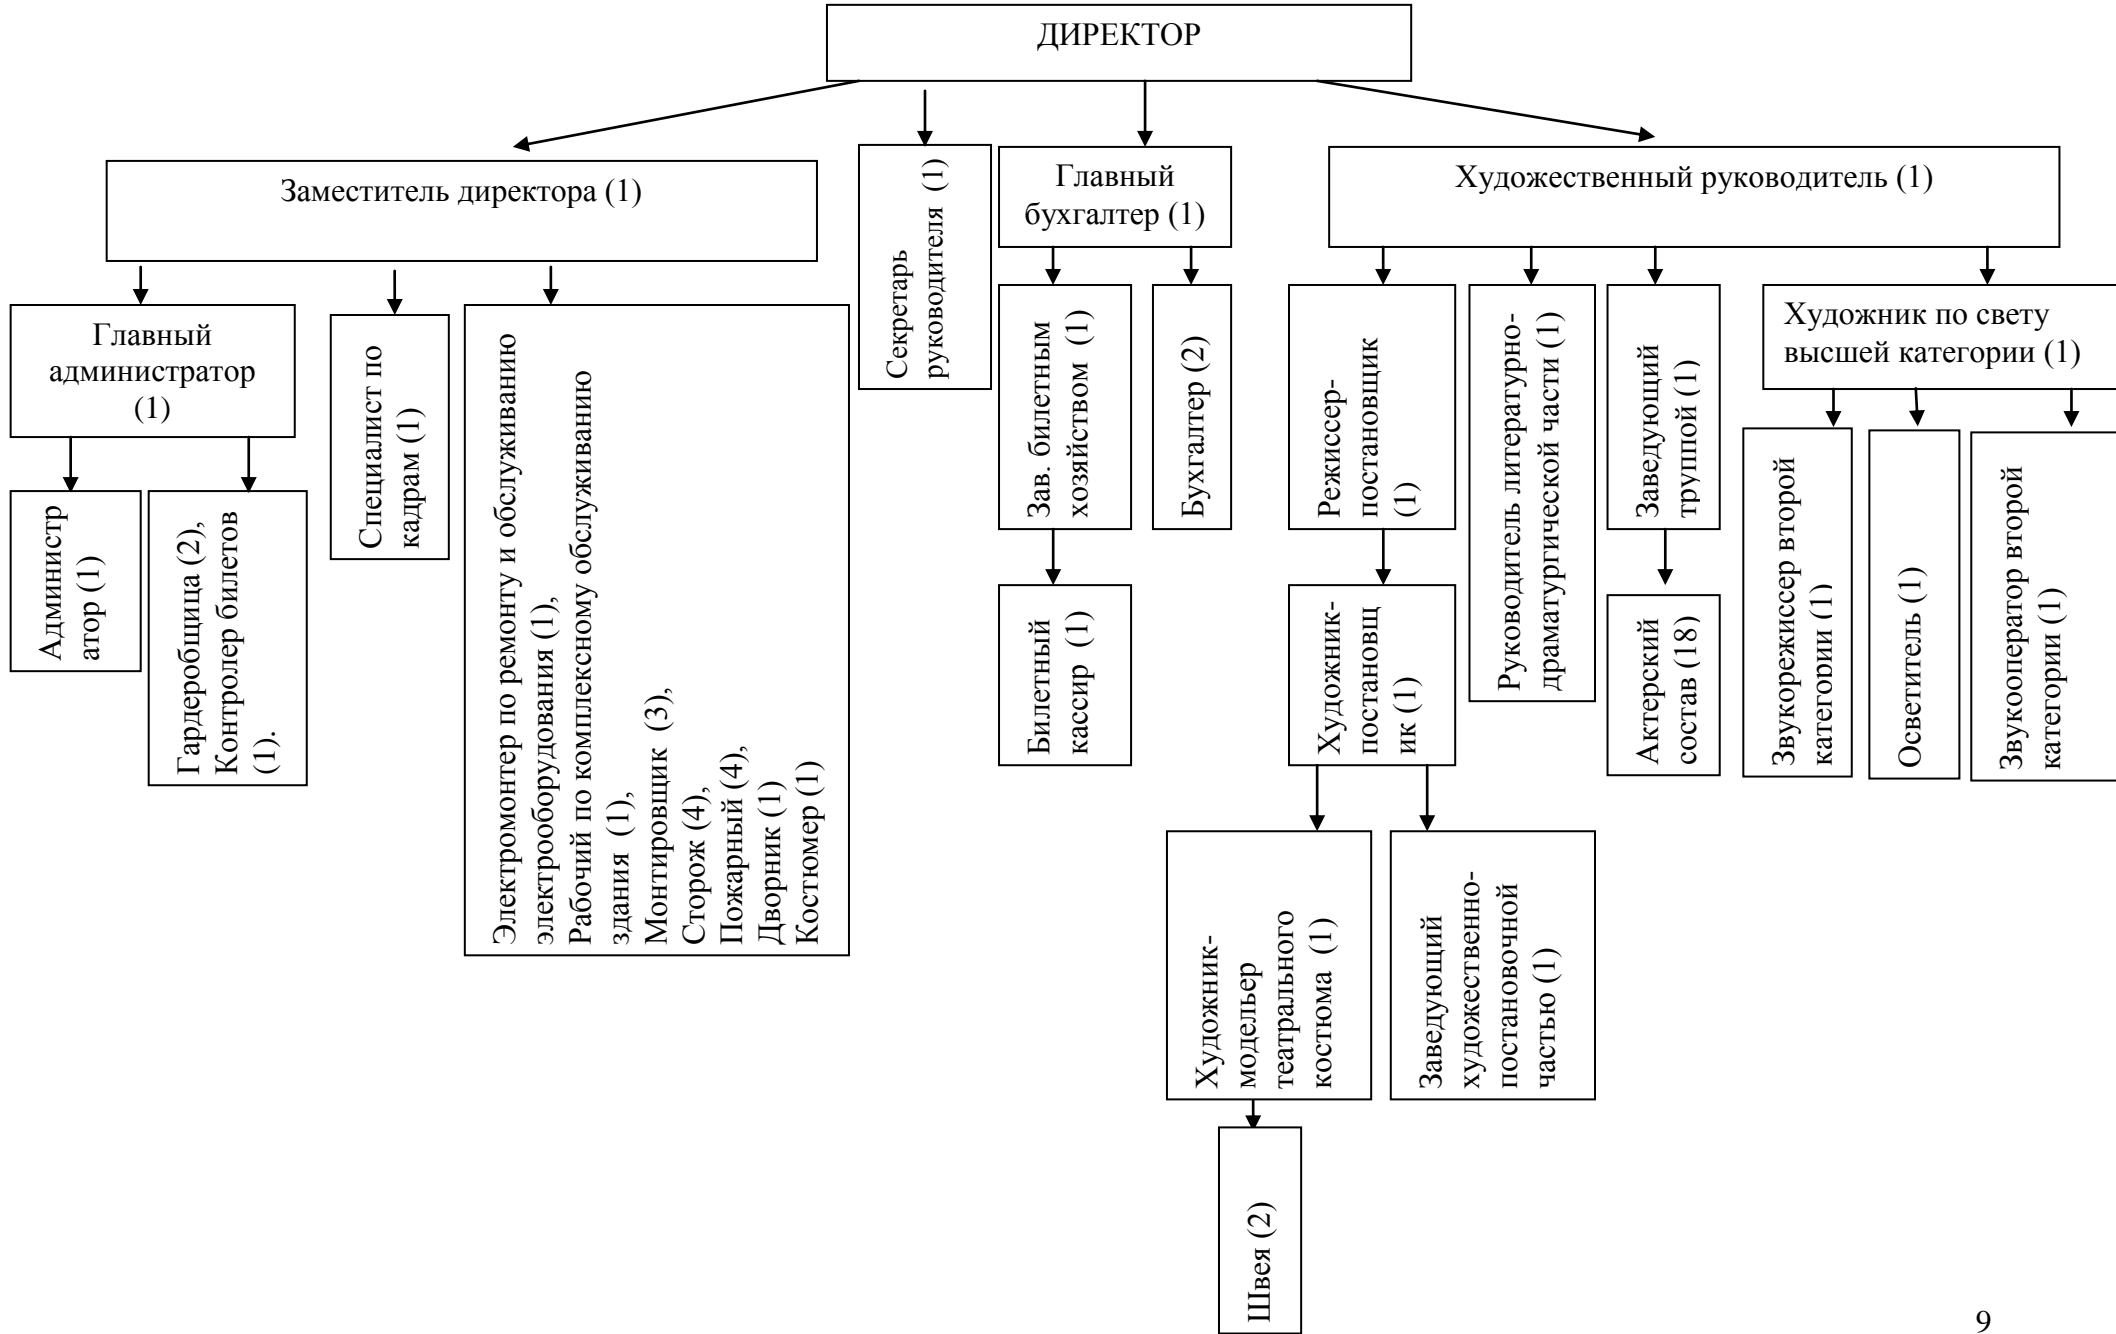 ДИРЕКТОР
Заместитель директора (1)
Секретарь
руководителя (1)
Главный
бухгалтер (1)
Художественный руководитель (1)
Главный
администратор
(1)
Специалист по
кадрам (1)
Электромонтер по ремонту и обслуживанию
электрооборудования (1),
Рабочий по комплексному обслуживанию
здания (1),
Монтировщик (3),
Сторож (4),
Пожарный (4),
Дворник (1)
Костюмер (1)
Зав. билетным
хозяйством (1)
Бухгалтер (2)
Режиссер-
постановщик
(1)
Руководитель литературно-
драматургической части (1)
Заведующий
труппой (1)
Художник по свету
высшей категории (1)
Администр
атор (1)
Гардеробщица (2),
Контролер билетов
(1).
Билетный
кассир (1)
Художник-
постановщ
ик (1)
Актерский
состав (18)
Звукорежиссер второй
категории (1)
Осветитель (1)
Звукооператор второй
категории (1)
Художник-
модельер
театрального
костюма (1)
Заведующий
художественно-
постановочной
частью (1)
Швея (2)
9